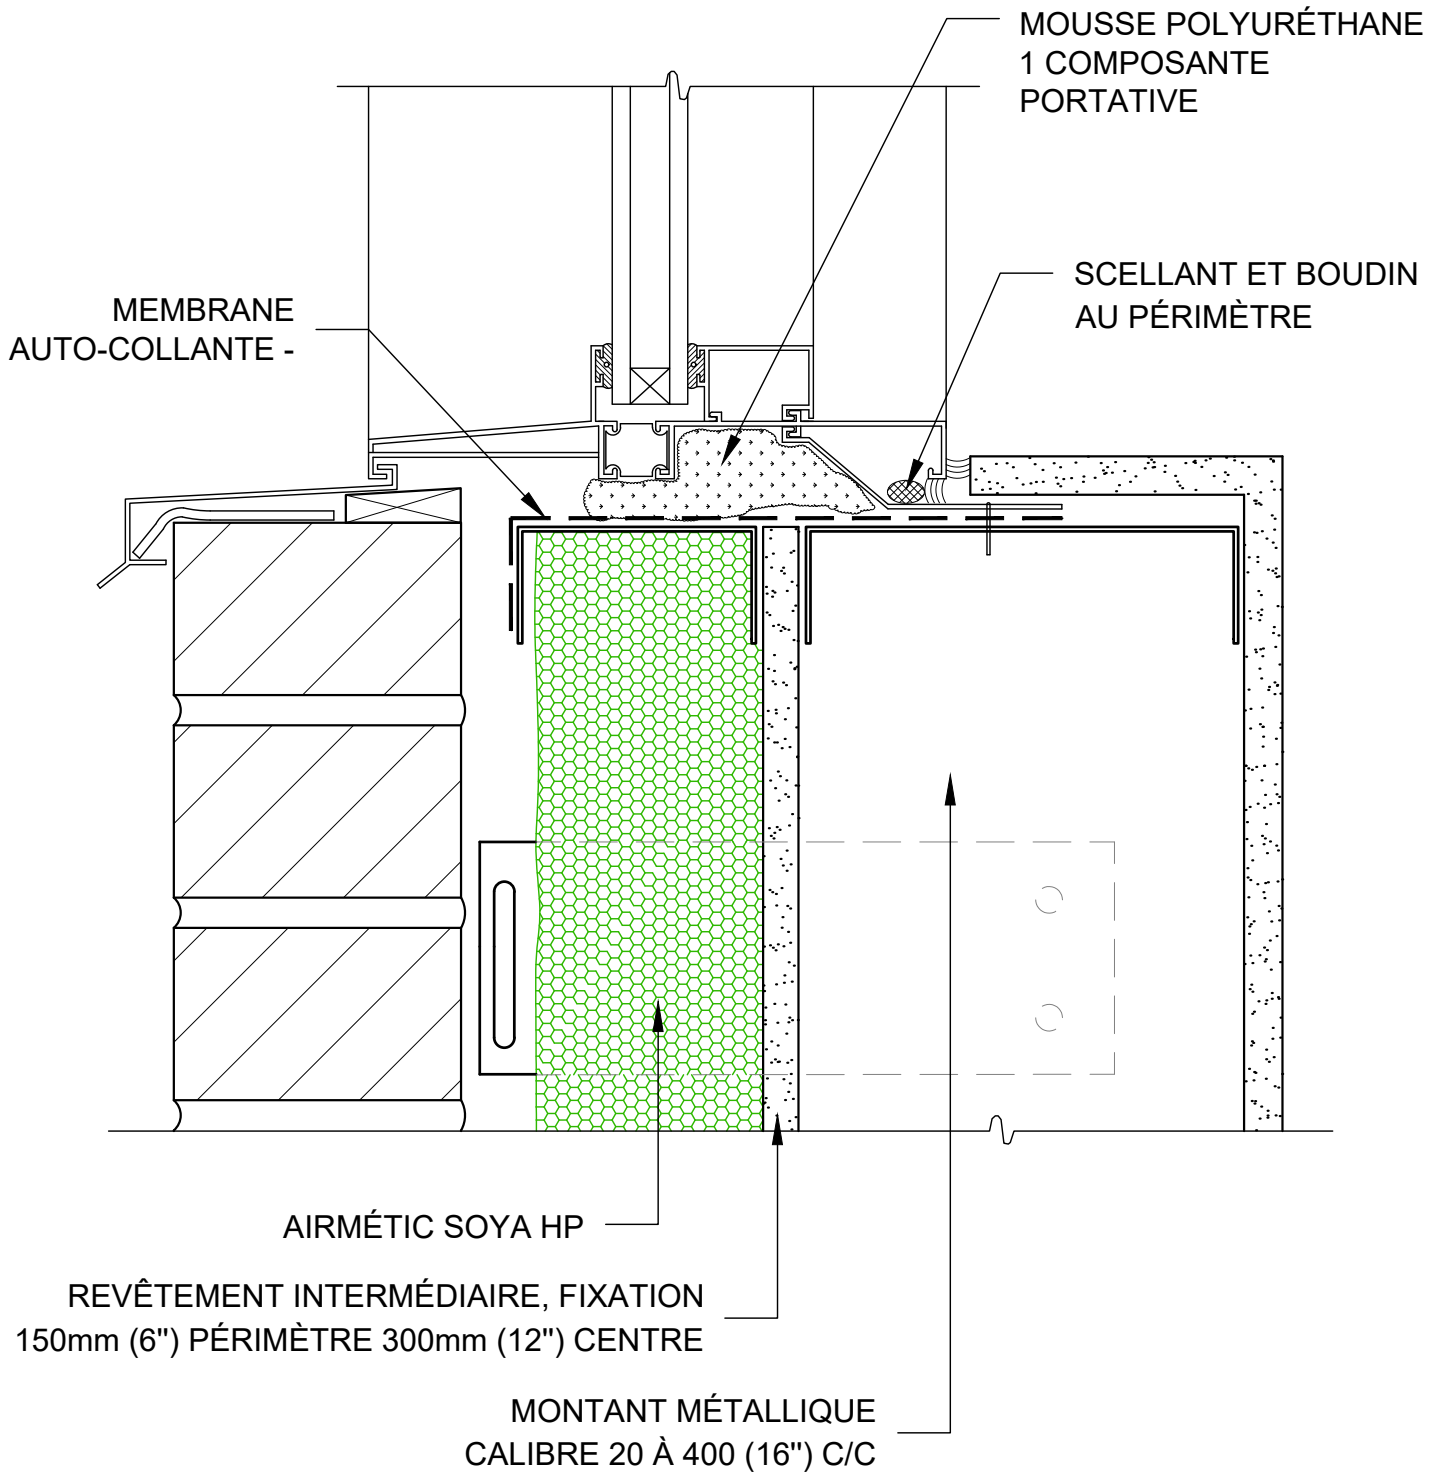 MOUSSE POLYURÉTHANE
1 COMPOSANTE
PORTATIVE
SCELLANT ET BOUDIN
AU PÉRIMÈTRE
MEMBRANE
AUTO-COLLANTE -
AIRMÉTIC SOYA HP
REVÊTEMENT INTERMÉDIAIRE, FIXATION
150mm (6") PÉRIMÈTRE 300mm (12") CENTRE
MONTANT MÉTALLIQUE
CALIBRE 20 À 400 (16") C/C